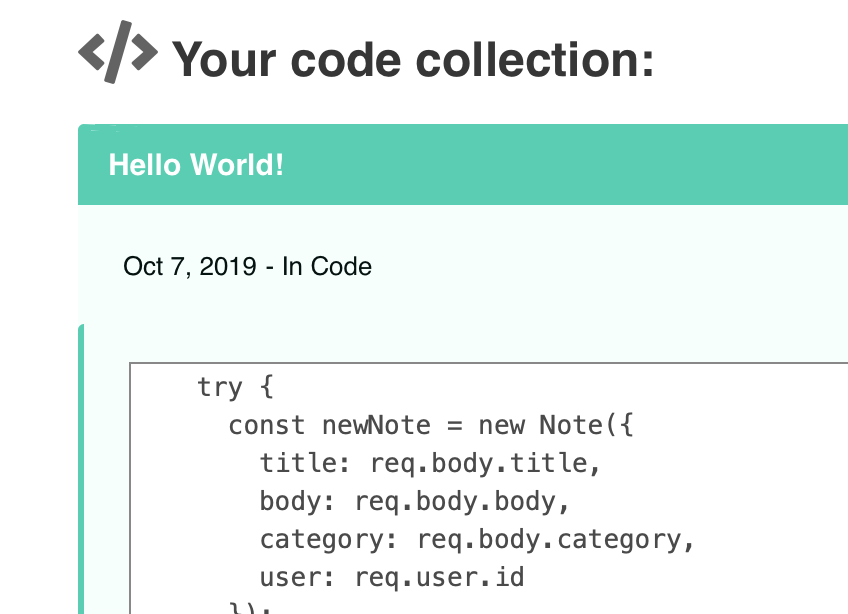 Your code collection:
Hello World!
Oct 7, 2019 - In Code
try {
const newNote = new Note({
title: req.body.title,
body: req.body.body,
category: req.body.category,
user: req.user.id
});